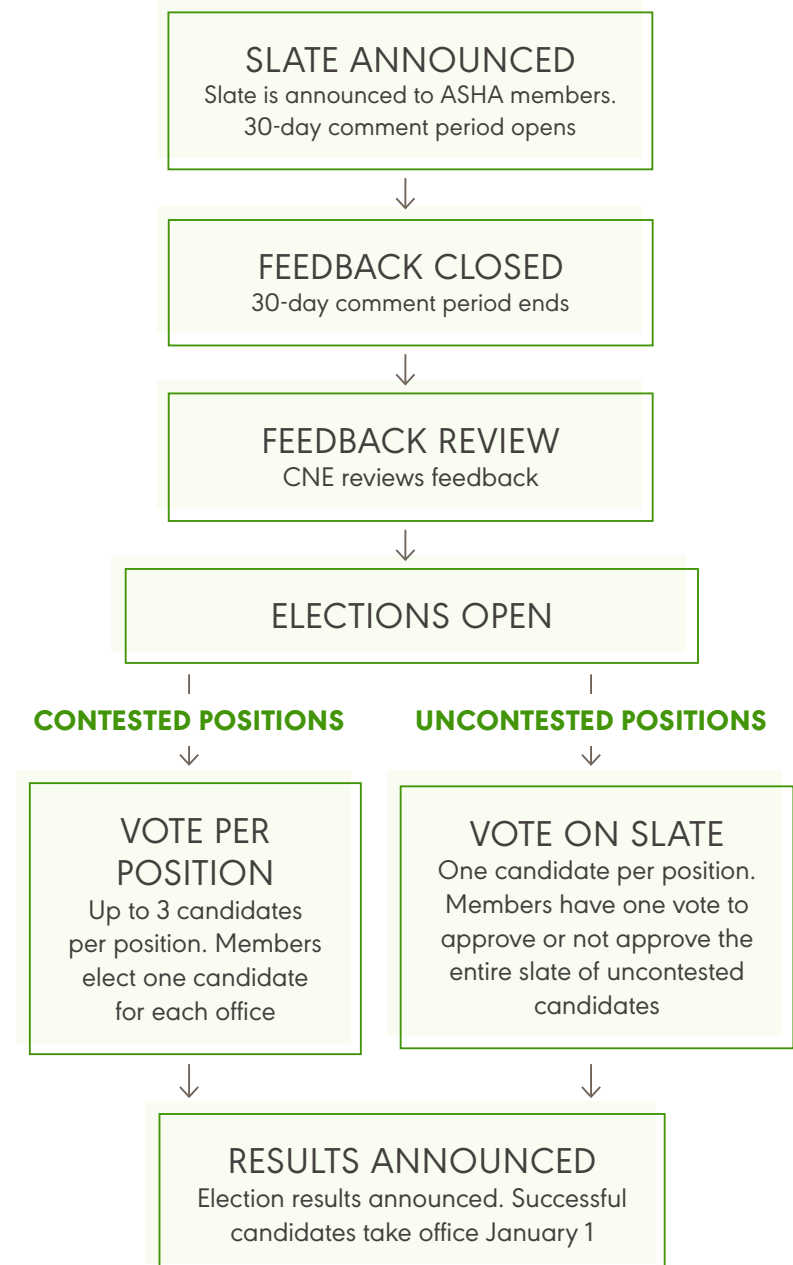 SLATE ANNOUNCED
Slate is announced to ASHA members.
30-day comment period opens
FEEDBACK CLOSED
30-day comment period ends
FEEDBACK REVIEW
CNE reviews feedback
ELECTIONS OPEN
CONTESTED POSITIONS
VOTE PER
POSITION
Up to 3 candidates
per position. Members
elect one candidate
for each office
UNCONTESTED POSITIONS
VOTE ON SLATE
One candidate per position.
Members have one vote to
approve or not approve the
entire slate of uncontested
candidates
RESULTS ANNOUNCED
Election results announced. Successful
candidates take office January 1